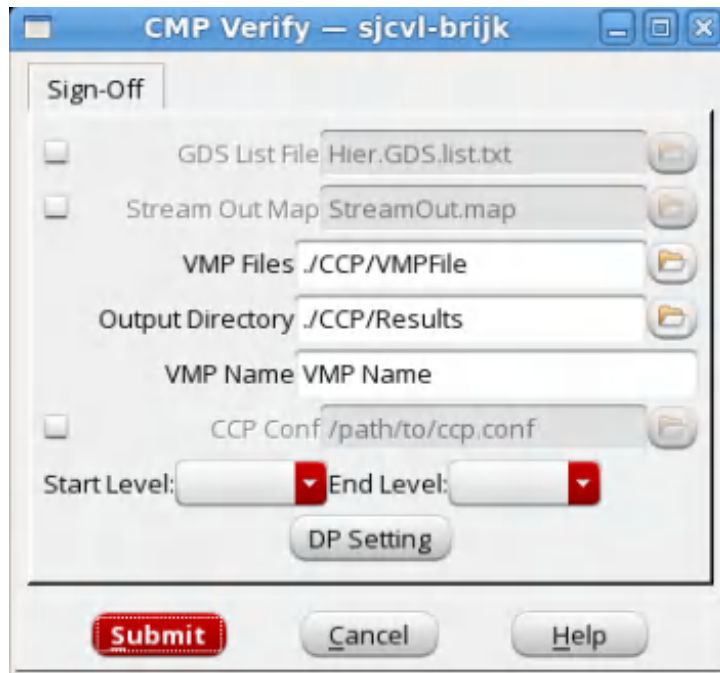 CMP Verify — sjcvl-brijk
Sign-Off
GDS List File Hier.GDS.list.txt
Stream Out Map StreamOut.map
VMP Files ./CCP/VMPFile
Output Directory ./CCP/Results
VMP Name VMP Name
CCP Conf /path/to/ccp.conf
Start Level: End Level:
DP Setting
Submit Cancel Help